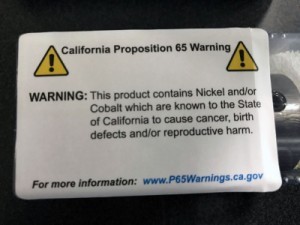 California Proposition 65 Warning
WARNING: This product contains Nickel and/or
Cobalt which are known to the State
of California to cause cancer, birth
defects and/or reproductive harm.
For more information: www.P65Warnings.ca.gov